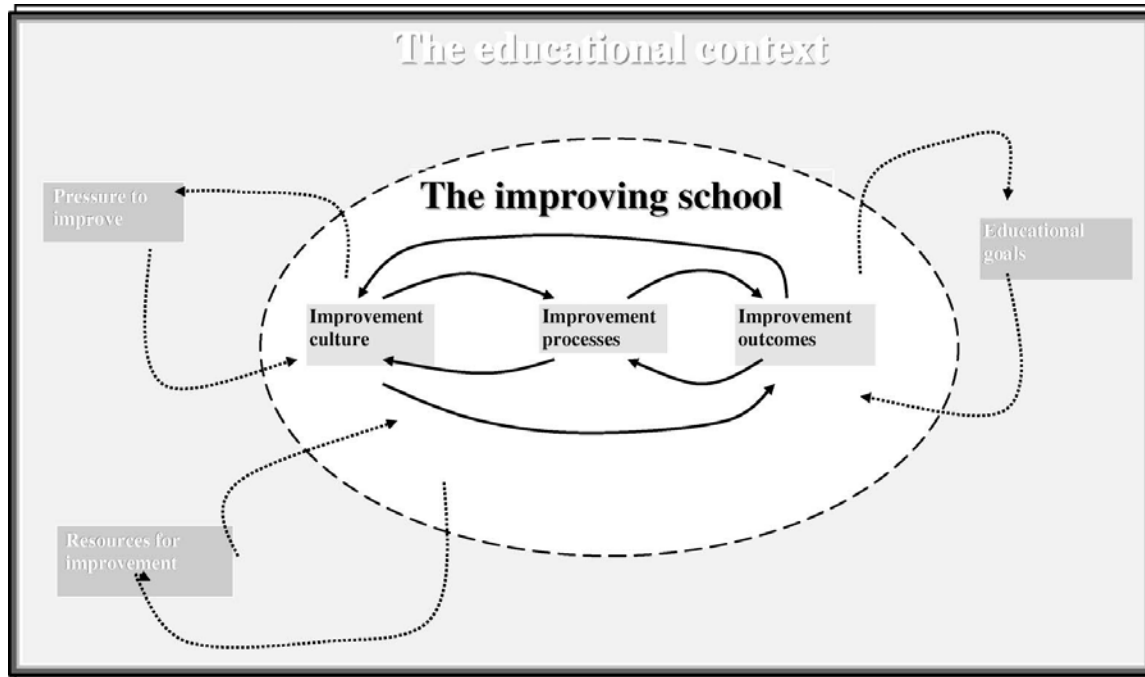 The educational context
The improving school
Pressure to
improve
Educational
goals
Improvement
culture
Improvement
processes
Improvement
outcomes
Resources for
improvement